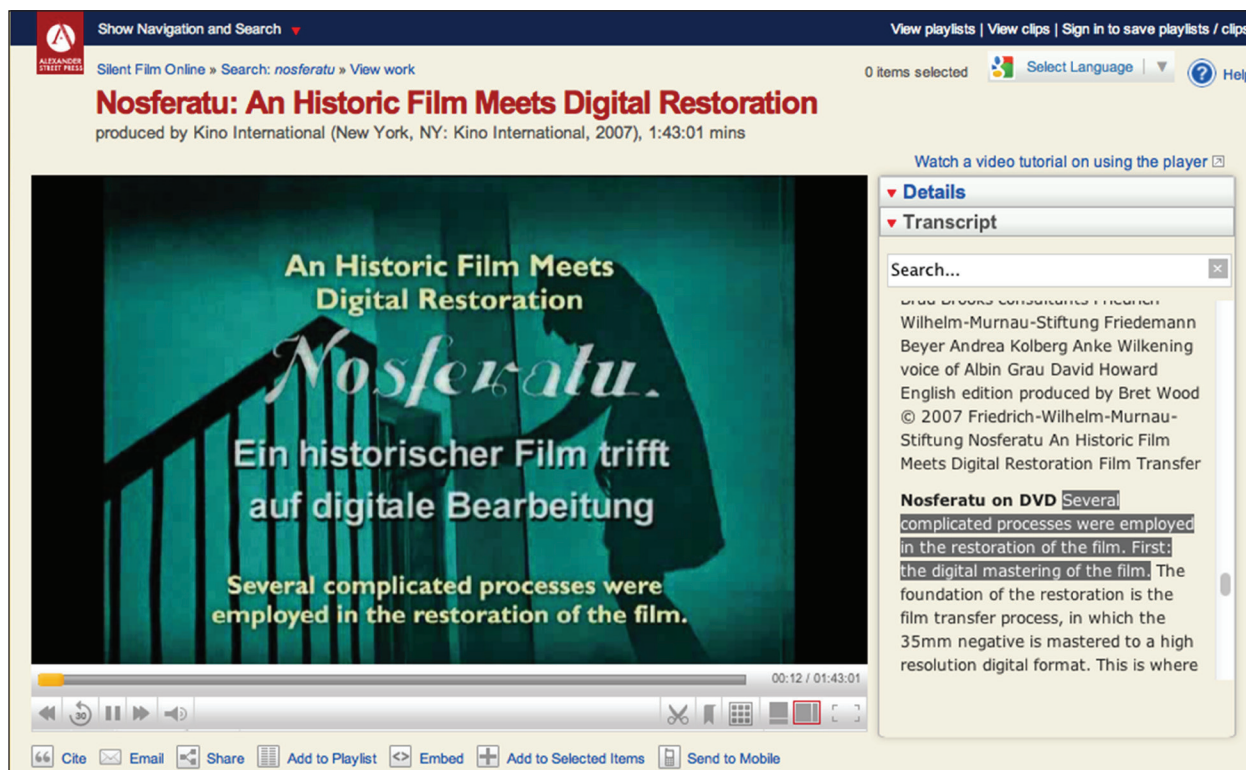 Show Navigation and Search
View playlists | View clips | Sign in to save playlists / clips
ALEXANDER
STREET PRESS
Silent Film Online » Search: nosferatu » View work
0 items selected
Select Language
Help
Nosferatu: An Historic Film Meets Digital Restoration
produced by Kino International (New York, NY: Kino International, 2007), 1:43:01 mins
Watch a video tutorial on using the player
An Historic Film Meets
Digital Restoration
Nosferatu.
Ein historischer Film trifft
auf digitale Bearbeitung
Several complicated processes were
employed in the restoration of the film.
00:12 / 01:43:01
30
Details
Transcript
Search...
Brad Brooks Consultants Friedrich
Wilhelm-Murnau-Stiftung Friedemann
Beyer Andrea Kolberg Anke Wilkening
voice of Albin Grau David Howard
English edition produced by Bret Wood
© 2007 Friedrich-Wilhelm-Murnau-
Stiftung Nosferatu An Historic Film
Meets Digital Restoration Film Transfer
Nosferatu on DVD Several
complicated processes were employed
in the restoration of the film. First:
the digital mastering of the film. The
foundation of the restoration is the
film transfer process, in which the
35mm negative is mastered to a high
resolution digital format. This is where
Cite
Email
Share
Add to Playlist
Embed
Add to Selected Items
Send to Mobile